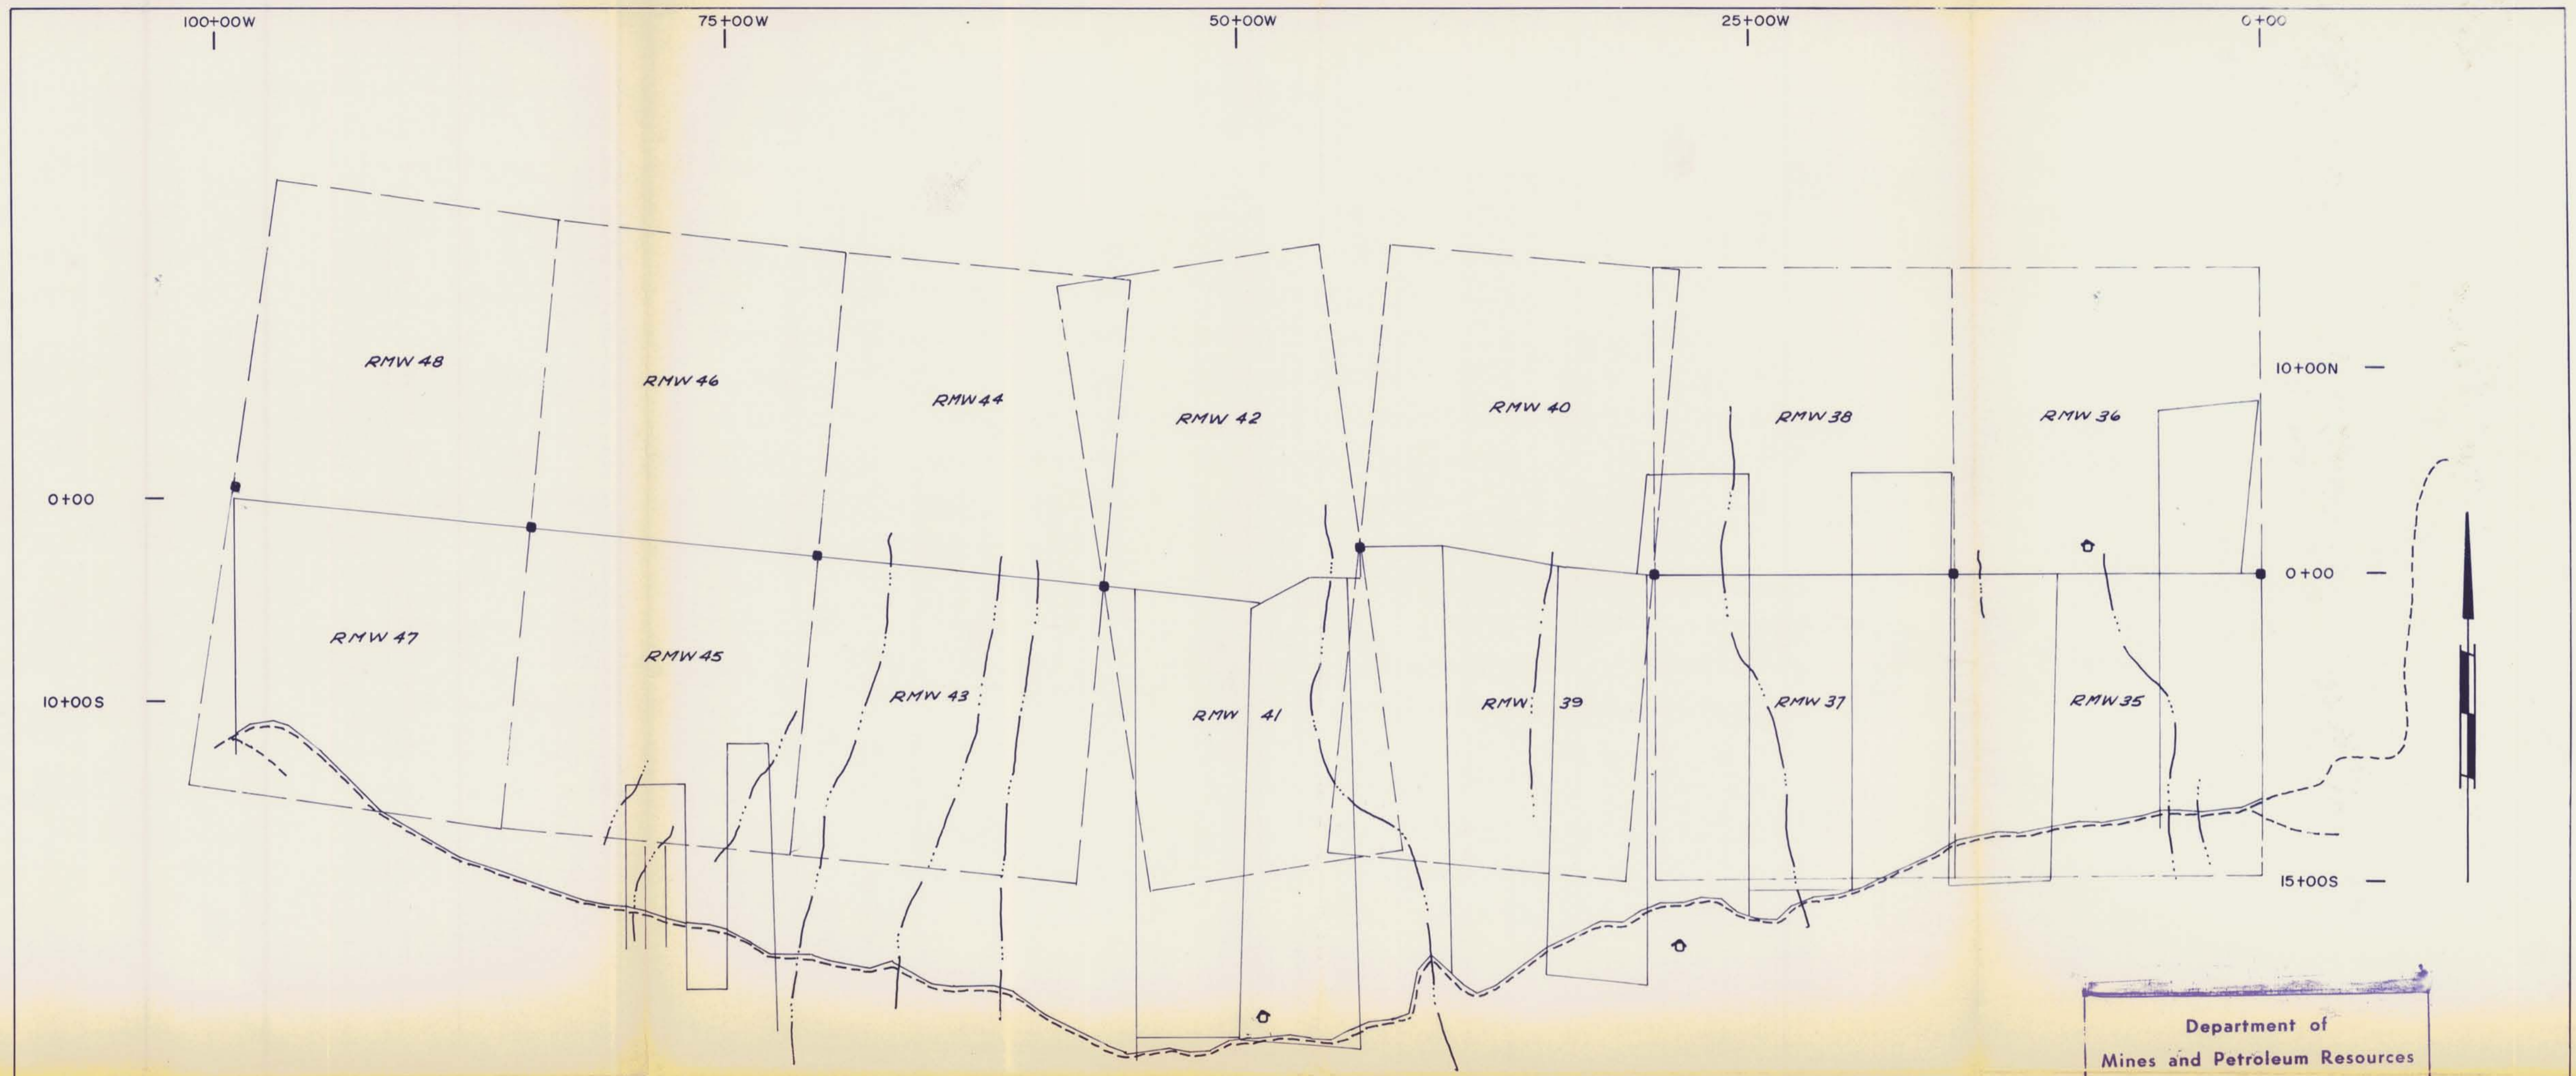 100+00W 75+00W 50+00W 25+00W 0+00
RMW 48
RMW 46
RMW 44
RMW 42
RMW 40
RMW 38
RMW 36
10+00N
0+00
0+00
RMW 47
RMW 45
RMW 43
RMW 41
RMW 39
RMW 37
RMW 35
10+00S
15+00S
Department of
Mines and Petroleum Resources